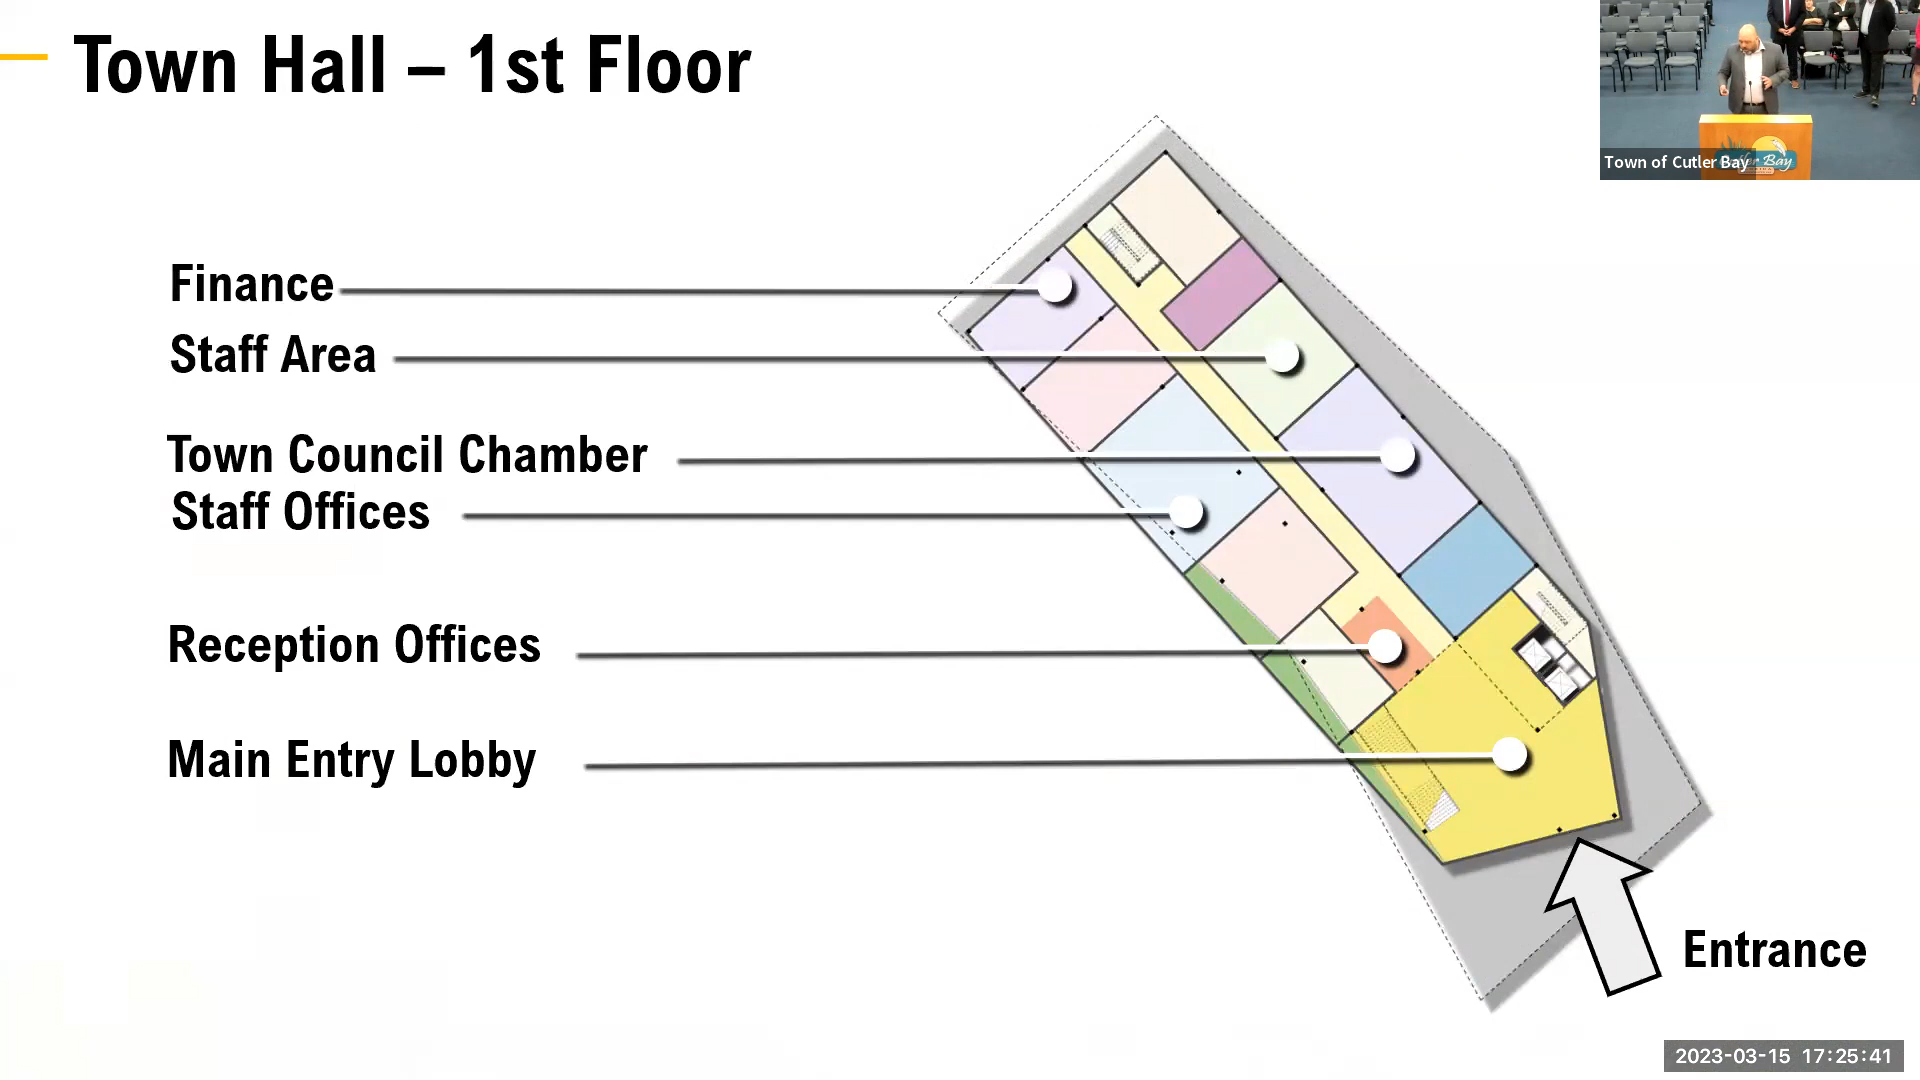 Town Hall – 1st Floor
Town of Cutler Bay
Finance
Staff Area
Town Council Chamber
Staff Offices
Reception Offices
Main Entry Lobby
Entrance
2023-03-15 17:25:41